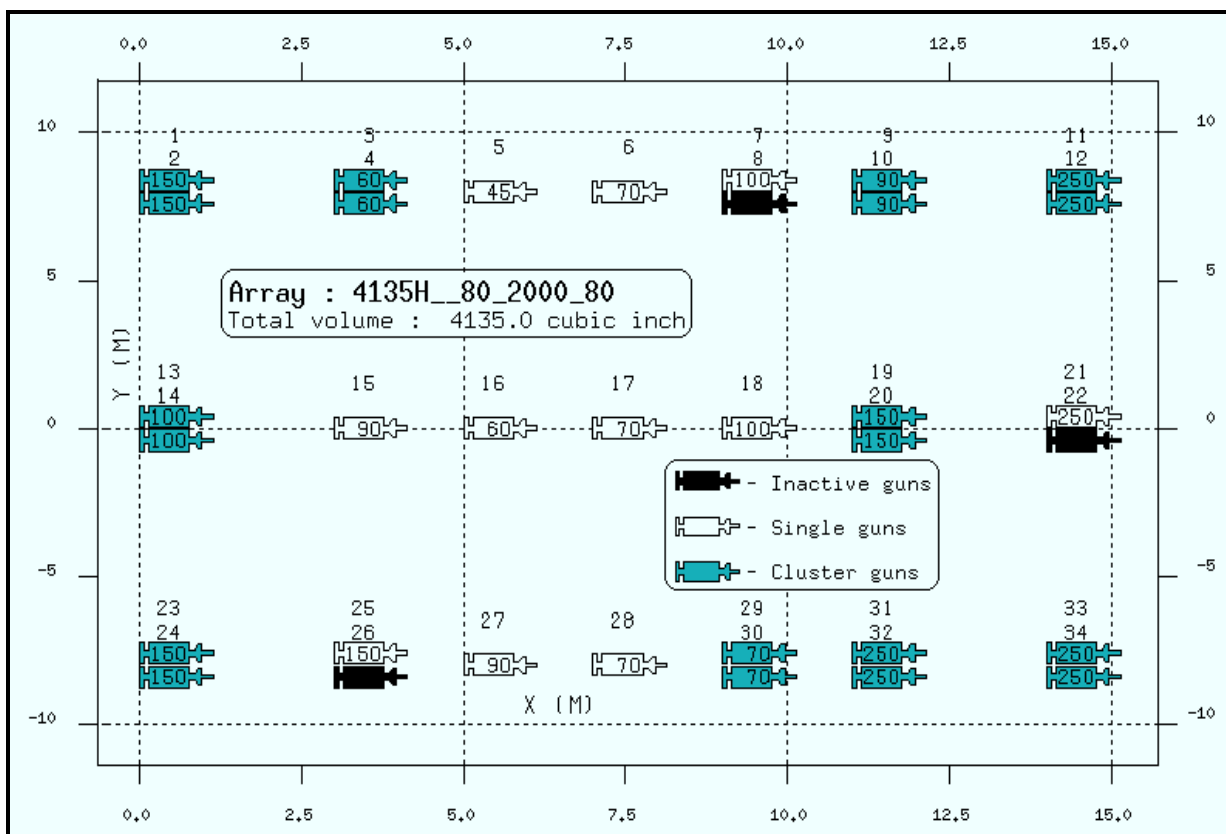 0.0 2.5 5.0 7.5 10.0 12.5 15.0
10 1 3 5 6 7 9 11 10
2 4 8 10 12
150 60 45 70 100 90 250
150 60 90 250
5 5
Array : 4135H__80_2000_80
Total volume : 4135.0 cubic inch
Y (M)
13 15 16 17 18 19 21
14 20 22
100 150 250
0 90 60 70 100 0
100 150
- Inactive guns
- Single guns
- Cluster guns
-5 -5
23 25 27 28 29 31 33
24 26 30 32 34
150 150 70 250 250
90 70
150 70 250 250
X (M)
-10 -10
0.0 2.5 5.0 7.5 10.0 12.5 15.0